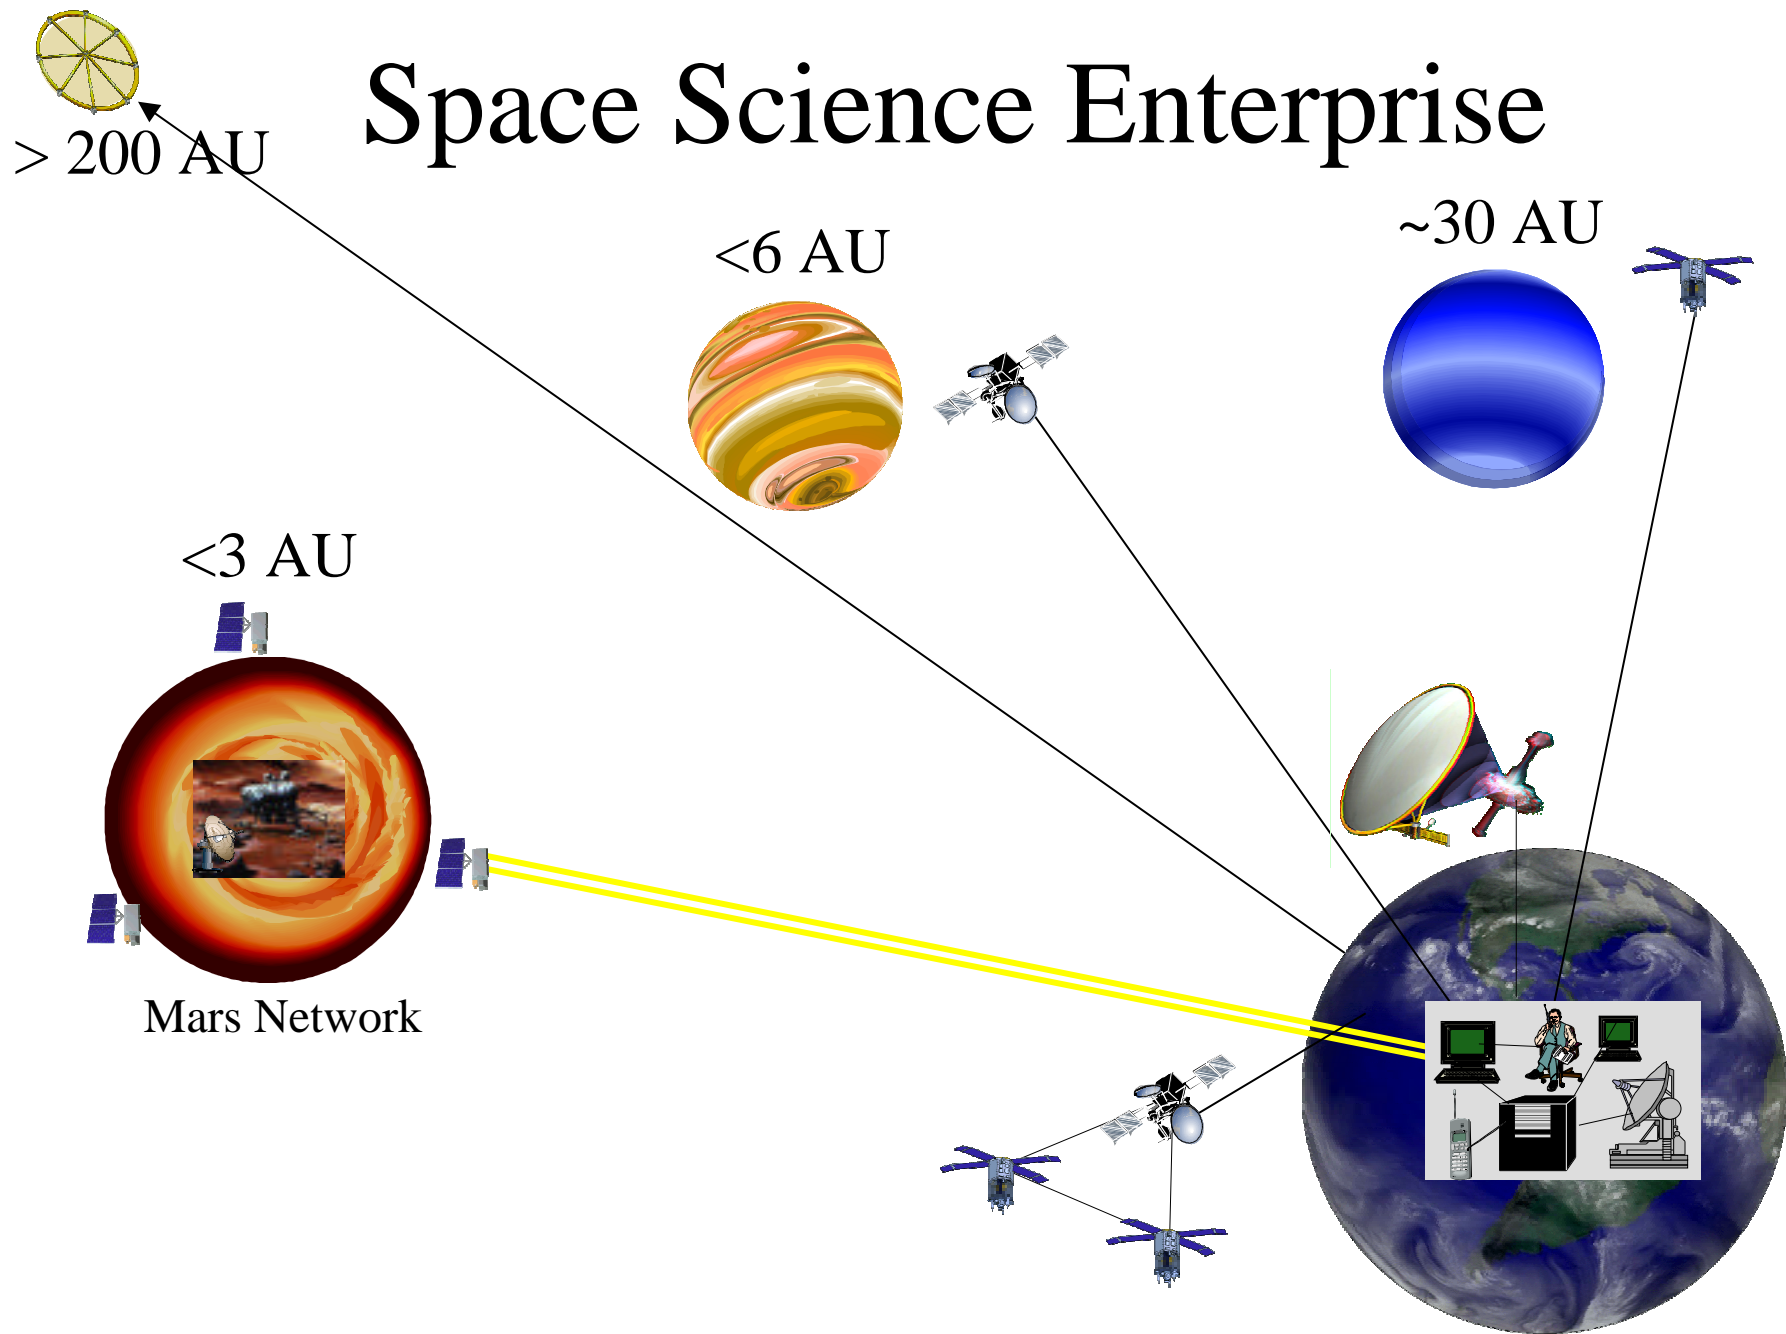 Space Science Enterprise
> 200 AU
<6 AU
~30 AU
<3 AU
Mars Network